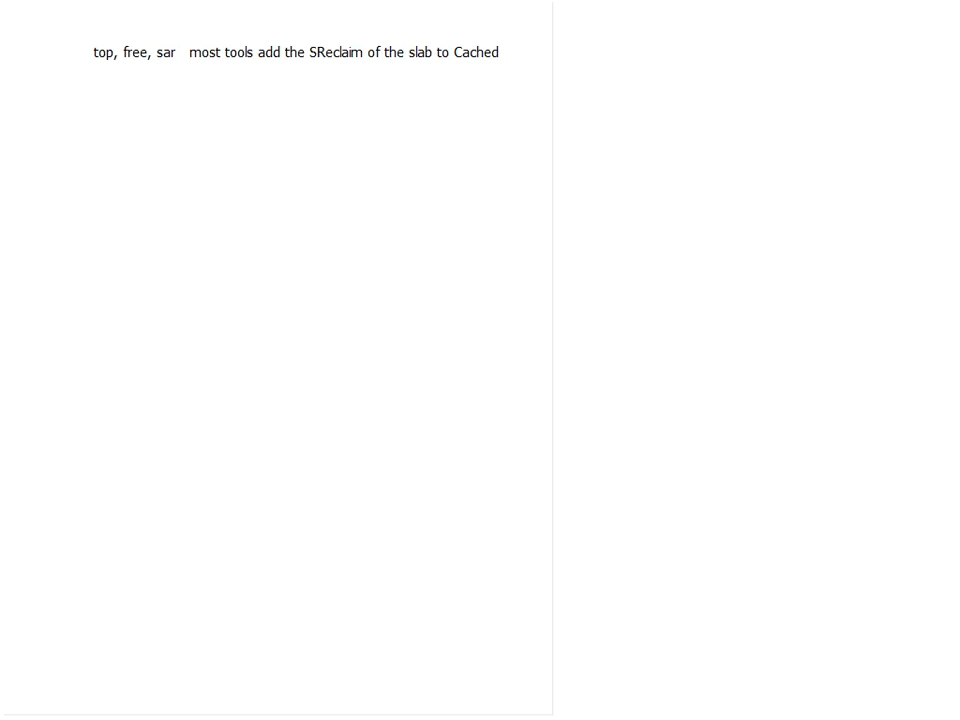 top, free, sar   most tools add the SReclaim of the slab to Cached